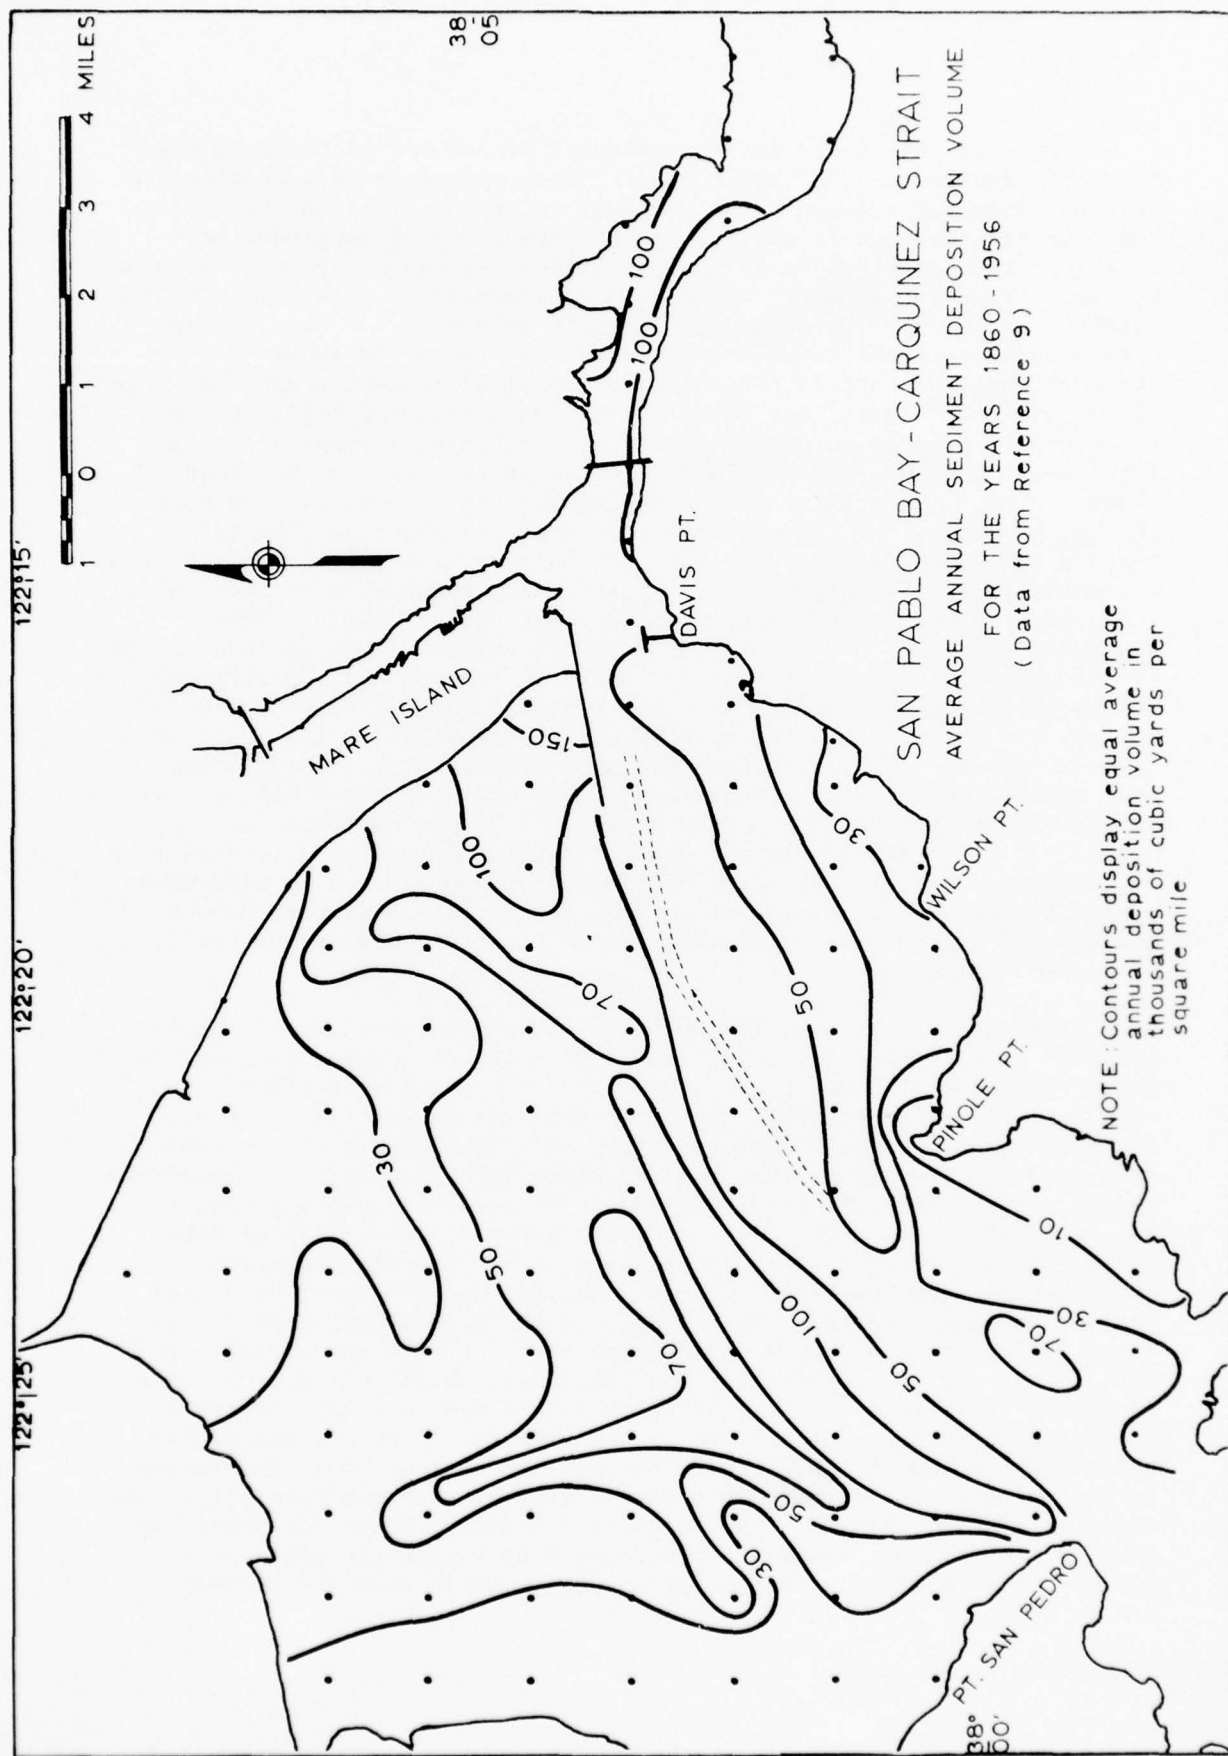 SAN PABLO BAY-CARQUINEZ STRAIT
AVERAGE ANNUAL SEDIMENT DEPOSITION VOLUME
FOR THE YEARS 1860-1956
(Data from Reference 9)
NOTE: Contours display equal average
annual deposition volume in
thousands of cubic yards per
square mile
122°25'
122°20'
122°15'
1 0 1 2 3 4 MILES
38°
05'
38°
00'
MARE ISLAND
DAVIS PT.
WILSON PT.
PINOLE PT.
PT. SAN PEDRO
30
50
70
100
150
100
100
70
50
30
100
50
50
30
70
30
10